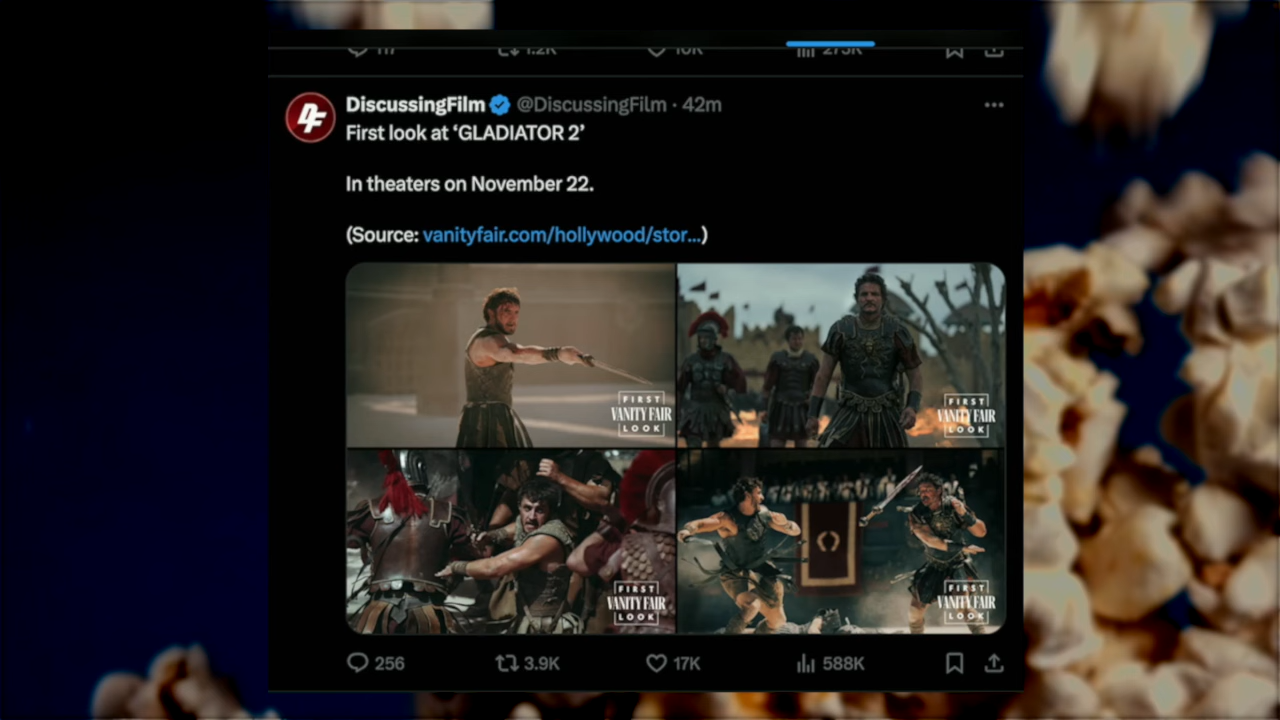 DiscussingFilm @DiscussingFilm · 42m
First look at ‘GLADIATOR 2’
In theaters on November 22.
(Source: vanityfair.com/hollywood/stor...)
FIRST
VANITY FAIR
LOOK
FIRST
VANITY FAIR
LOOK
FIRST
VANITY FAIR
LOOK
FIRST
VANITY FAIR
LOOK
256 3.9K 17K 588K